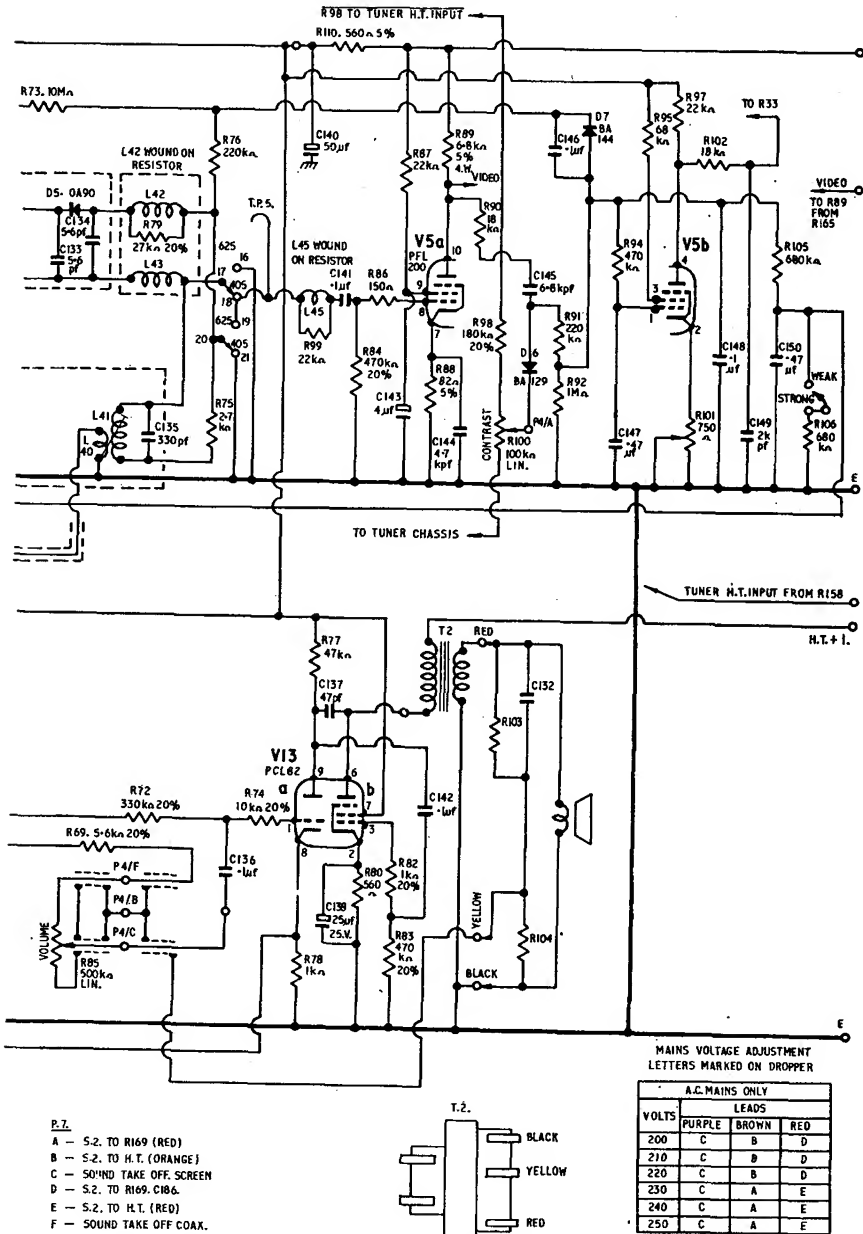 R98 TO TUNER H.T. INPUT
R110. 560Ω 5%
R73. 10MΩ
R76
220kΩ
L42 WOUND ON
RESISTOR
D5- OA90
C134
5·6pf
C133
5·6
pf
L42
R79
27kΩ 20%
L43
625
16
17
405
18
625
19
20
405
21
T.P.5.
C140
50µf
L45 WOUND
ON RESISTOR
L45
R99
22kΩ
C141
·1µf
R86
150Ω
R84
470kΩ
20%
R87
22kΩ
R89
6·8kΩ
5%
4.W.
VIDEO
R90
18
kΩ
V5a
PFL
200
10
9
8
7
C143
4µf
R88
82Ω
5%
C144
4·7
kpf
R98
180kΩ
20%
CONTRAST
R100
100kΩ
LIN.
P4/A
C145
6·8kpf
D16
BA129
R91
220
kΩ
R92
1MΩ
C146
·1µf
D7
BA
144
R95
68
kΩ
R97
22kΩ
R102
18kΩ
TO R33
VIDEO
TO R89
FROM
R165
R94
470
kΩ
V5b
4
3
1
2
R105
680kΩ
C147
·47
µf
R101
750
Ω
C148
·1
µf
C149
2k
pf
C150
·47
µf
WEAK
STRONG
R106
680
kΩ
R75
2·7
kΩ
L41
L
40
C135
330pf
E
TO TUNER CHASSIS
TUNER H.T. INPUT FROM R158
H.T.+ 1.
R77
47kΩ
C137
47pf
T2
RED
C132
R103
V13
PCL82
a
b
9
6
7
3
1
8
2
R72
330kΩ 20%
R74
10kΩ 20%
R69. 5·6kΩ 20%
C136
·1µf
C142
·1µf
P4/F
P4/B
P4/C
VOLUME
R85
500kΩ
LIN.
R80
560
Ω
C138
25µf
25.V.
R82
1kΩ
20%
R83
470
kΩ
20%
R78
1kΩ
YELLOW
R104
BLACK
E
MAINS VOLTAGE ADJUSTMENT
LETTERS MARKED ON DROPPER
A.C. MAINS ONLY
VOLTS LEADS
PURPLE BROWN RED
200 C B D
210 C B D
220 C B D
230 C A E
240 C A E
250 C A E
P.7.
A — S.2. TO R169 (RED)
B — S.2. TO H.T. (ORANGE)
C — SOUND TAKE OFF. SCREEN
D — S.2. TO R169. C186.
E — S.2. TO H.T. (RED)
F — SOUND TAKE OFF COAX.
T.2.
BLACK
YELLOW
RED